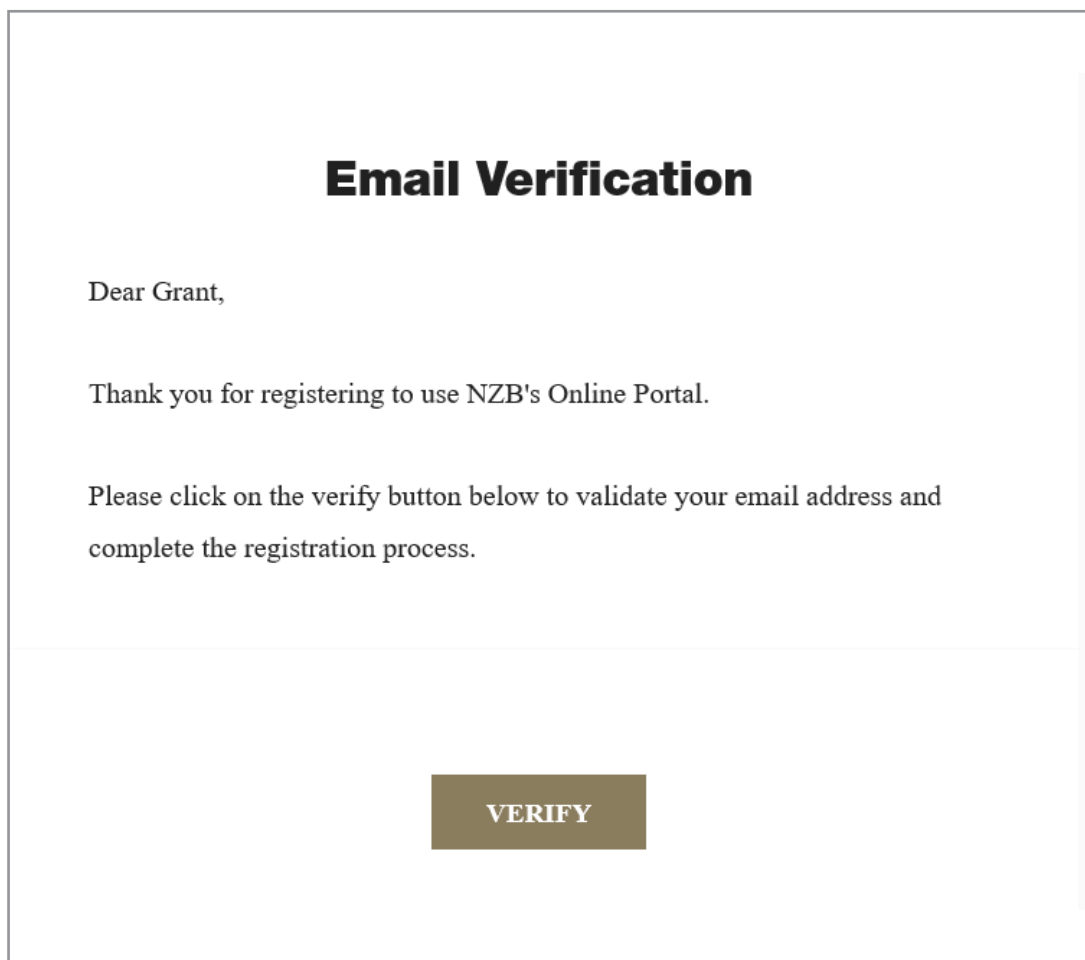 Email Verification
Dear Grant,
Thank you for registering to use NZB's Online Portal.
Please click on the verify button below to validate your email address and
complete the registration process.
VERIFY